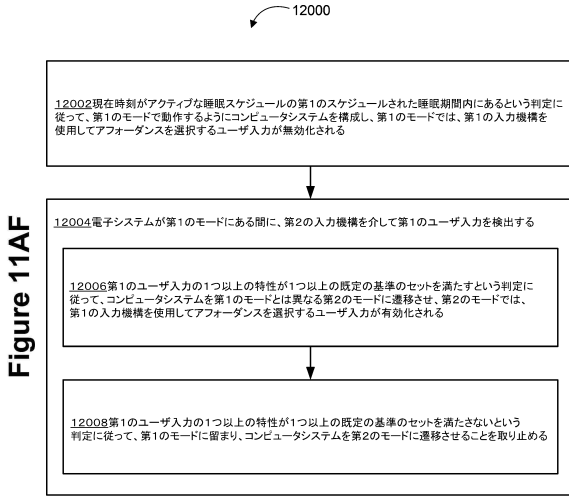 12000
12002現在時刻がアクティブな睡眠スケジュールの第1のスケジュールされた睡眠期間内にあるという判定に
従って、第1のモードで動作するようにコンピュータシステムを構成し、第1のモードでは、第1の入力機構を
使用してアフォーダンスを選択するユーザ入力が無効化される
12004電子システムが第1のモードにある間に、第2の入力機構を介して第1のユーザ入力を検出する
12006第1のユーザ入力の1つ以上の特性が1つ以上の既定の基準のセットを満たすという判定に
従って、コンピュータシステムを第1のモードとは異なる第2のモードに遷移させ、第2のモードでは、
第1の入力機構を使用してアフォーダンスを選択するユーザ入力が有効化される
12008第1のユーザ入力の1つ以上の特性が1つ以上の既定の基準のセットを満たさないという
判定に従って、第1のモードに留まり、コンピュータシステムを第2のモードに遷移させることを取り止める
Figure 11AF